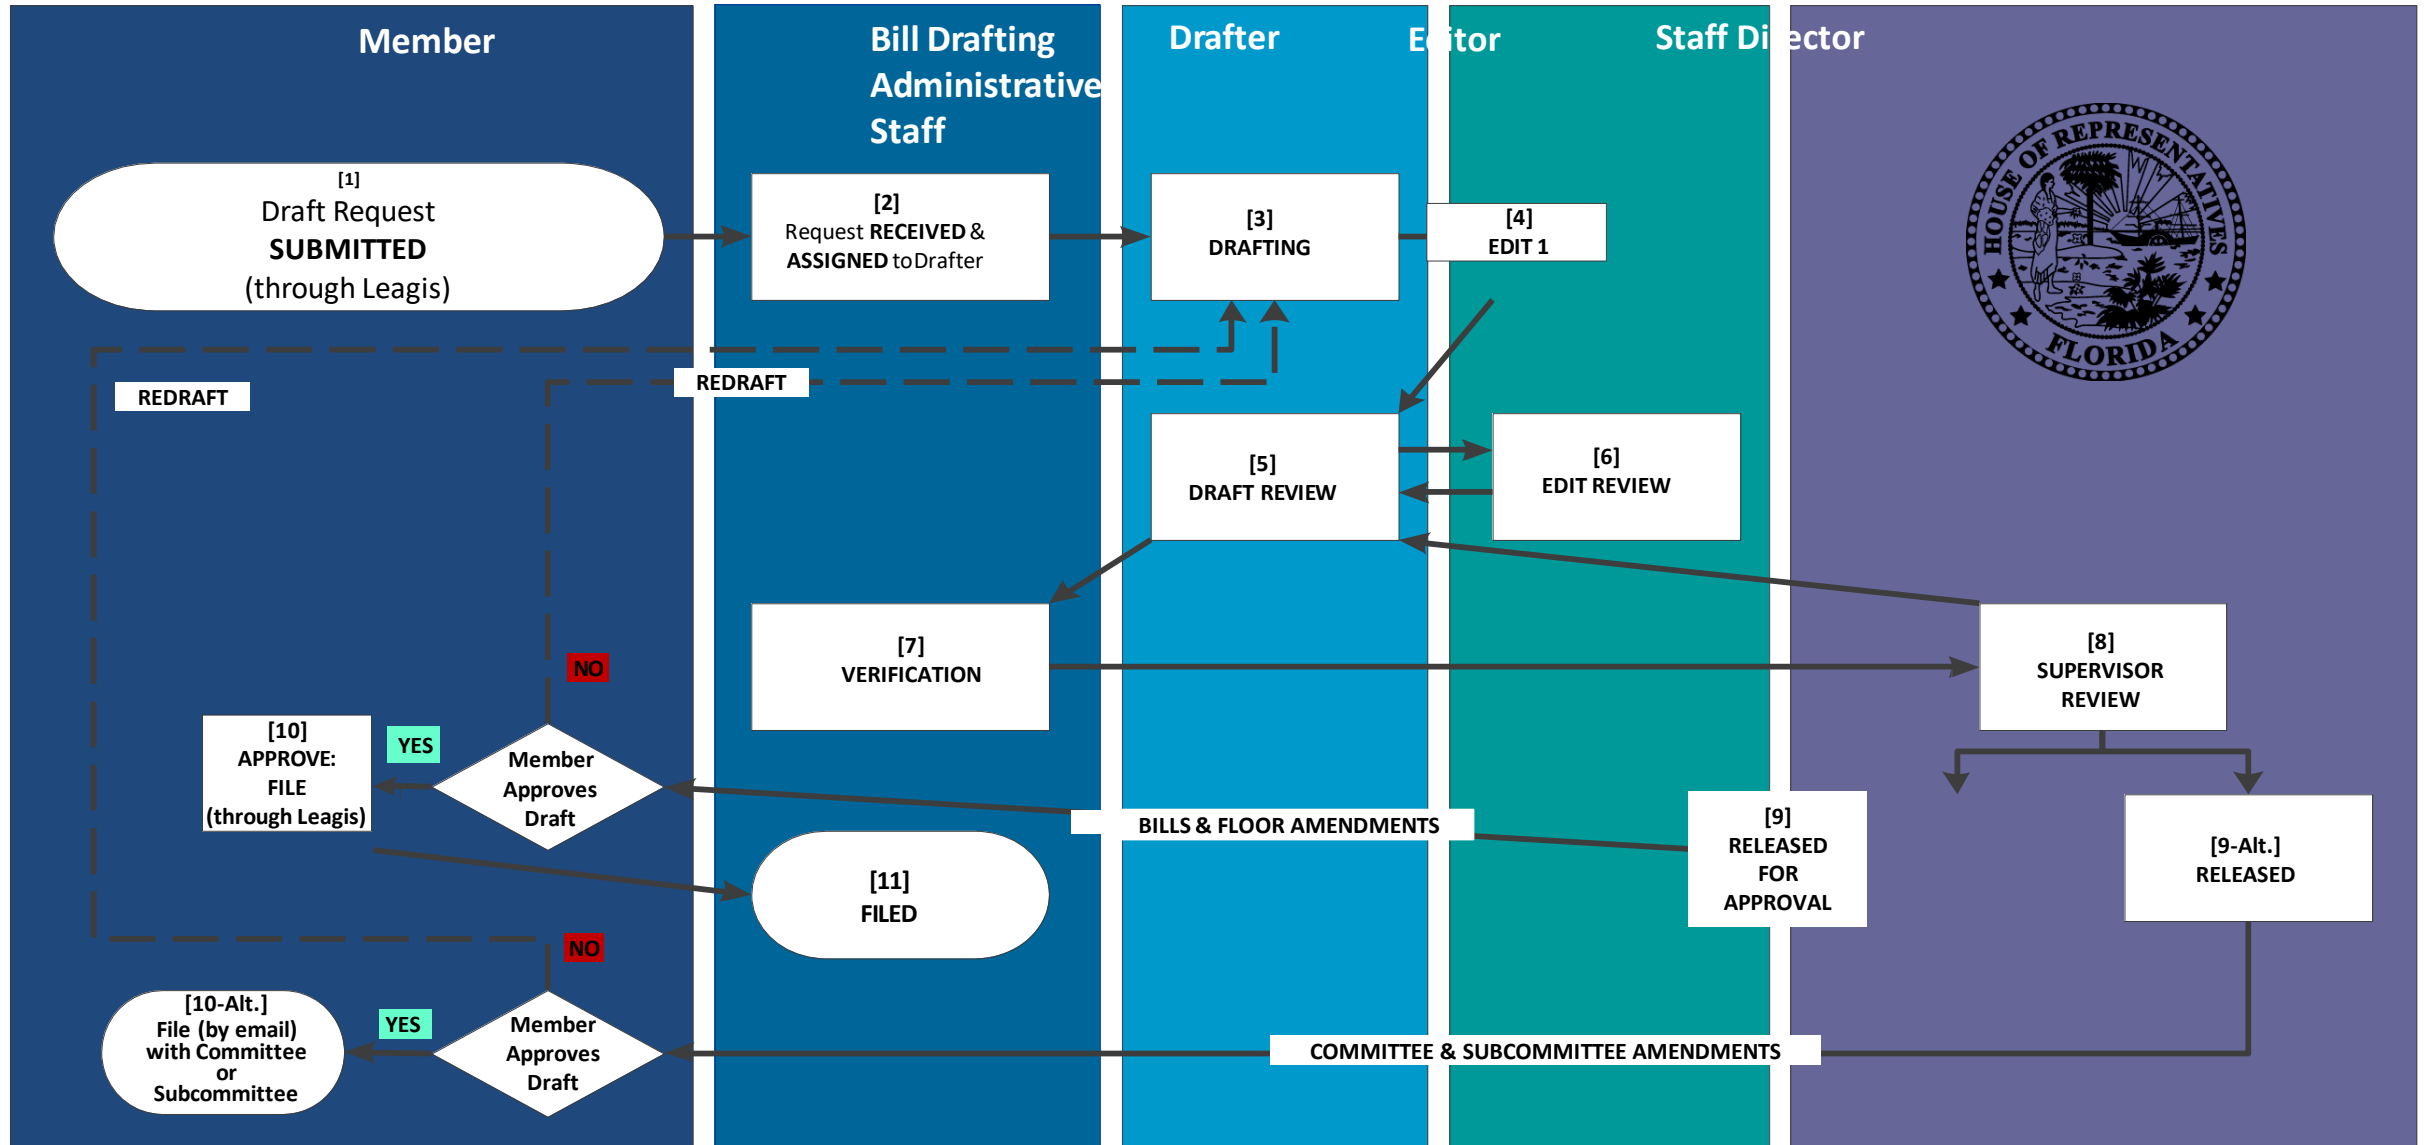 Member
Bill Drafting
Administrative
Staff
Drafter
Editor
Staff Director
[1]
Draft Request
SUBMITTED
(through Leagis)
[2]
Request RECEIVED &
ASSIGNED toDrafter
[3]
DRAFTING
[4]
EDIT 1
HOUSE OF REPRESENTATIVES
FLORIDA
REDRAFT
REDRAFT
[5]
DRAFT REVIEW
[6]
EDIT REVIEW
[7]
VERIFICATION
[8]
SUPERVISOR
REVIEW
NO
[10]
APPROVE:
FILE
(through Leagis)
YES
Member
Approves
Draft
BILLS & FLOOR AMENDMENTS
[9]
RELEASED
FOR
APPROVAL
[9-Alt.]
RELEASED
[11]
FILED
NO
[10-Alt.]
File (by email)
with Committee
or
Subcommittee
YES
Member
Approves
Draft
COMMITTEE & SUBCOMMITTEE AMENDMENTS